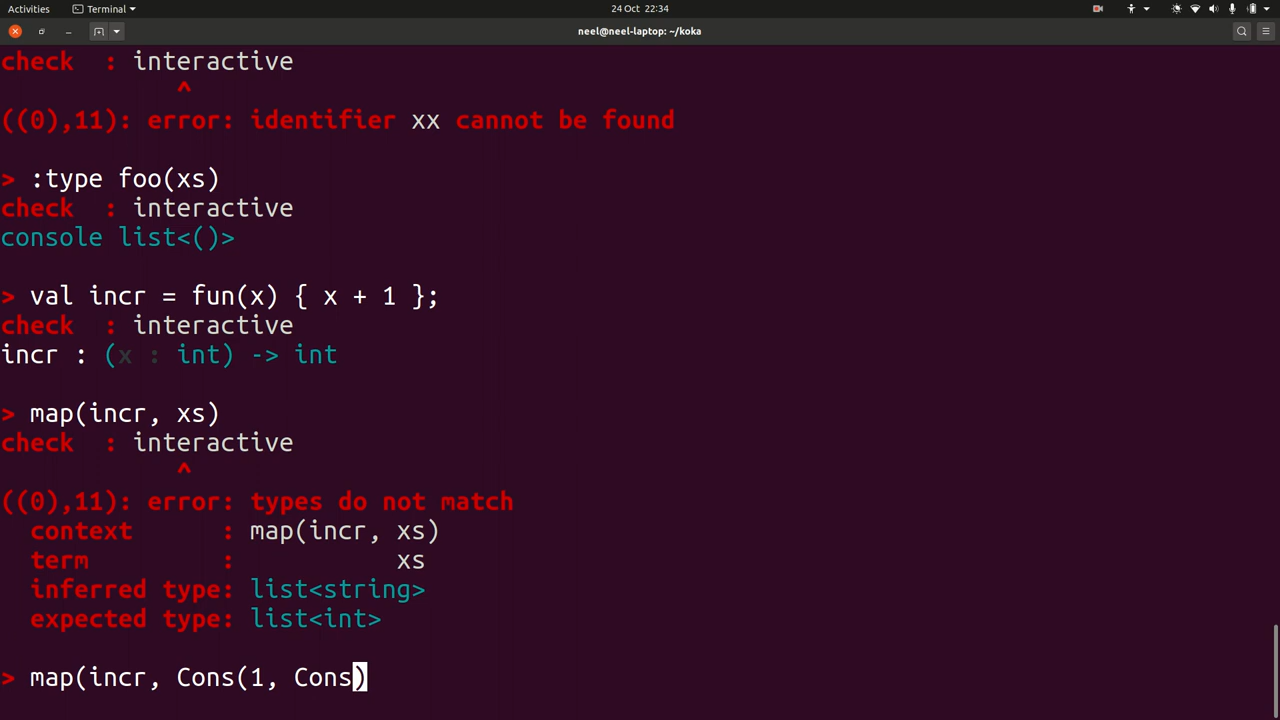 Activities Terminal 24 Oct 22:34
neel@neel-laptop: ~/koka
check : interactive
^
((0),11): error: identifier xx cannot be found
> :type foo(xs)
check : interactive
console list<()>
> val incr = fun(x) { x + 1 };
check : interactive
incr : (x : int) -> int
> map(incr, xs)
check : interactive
^
((0),11): error: types do not match
context : map(incr, xs)
term : xs
inferred type: list<string>
expected type: list<int>
> map(incr, Cons(1, Cons)